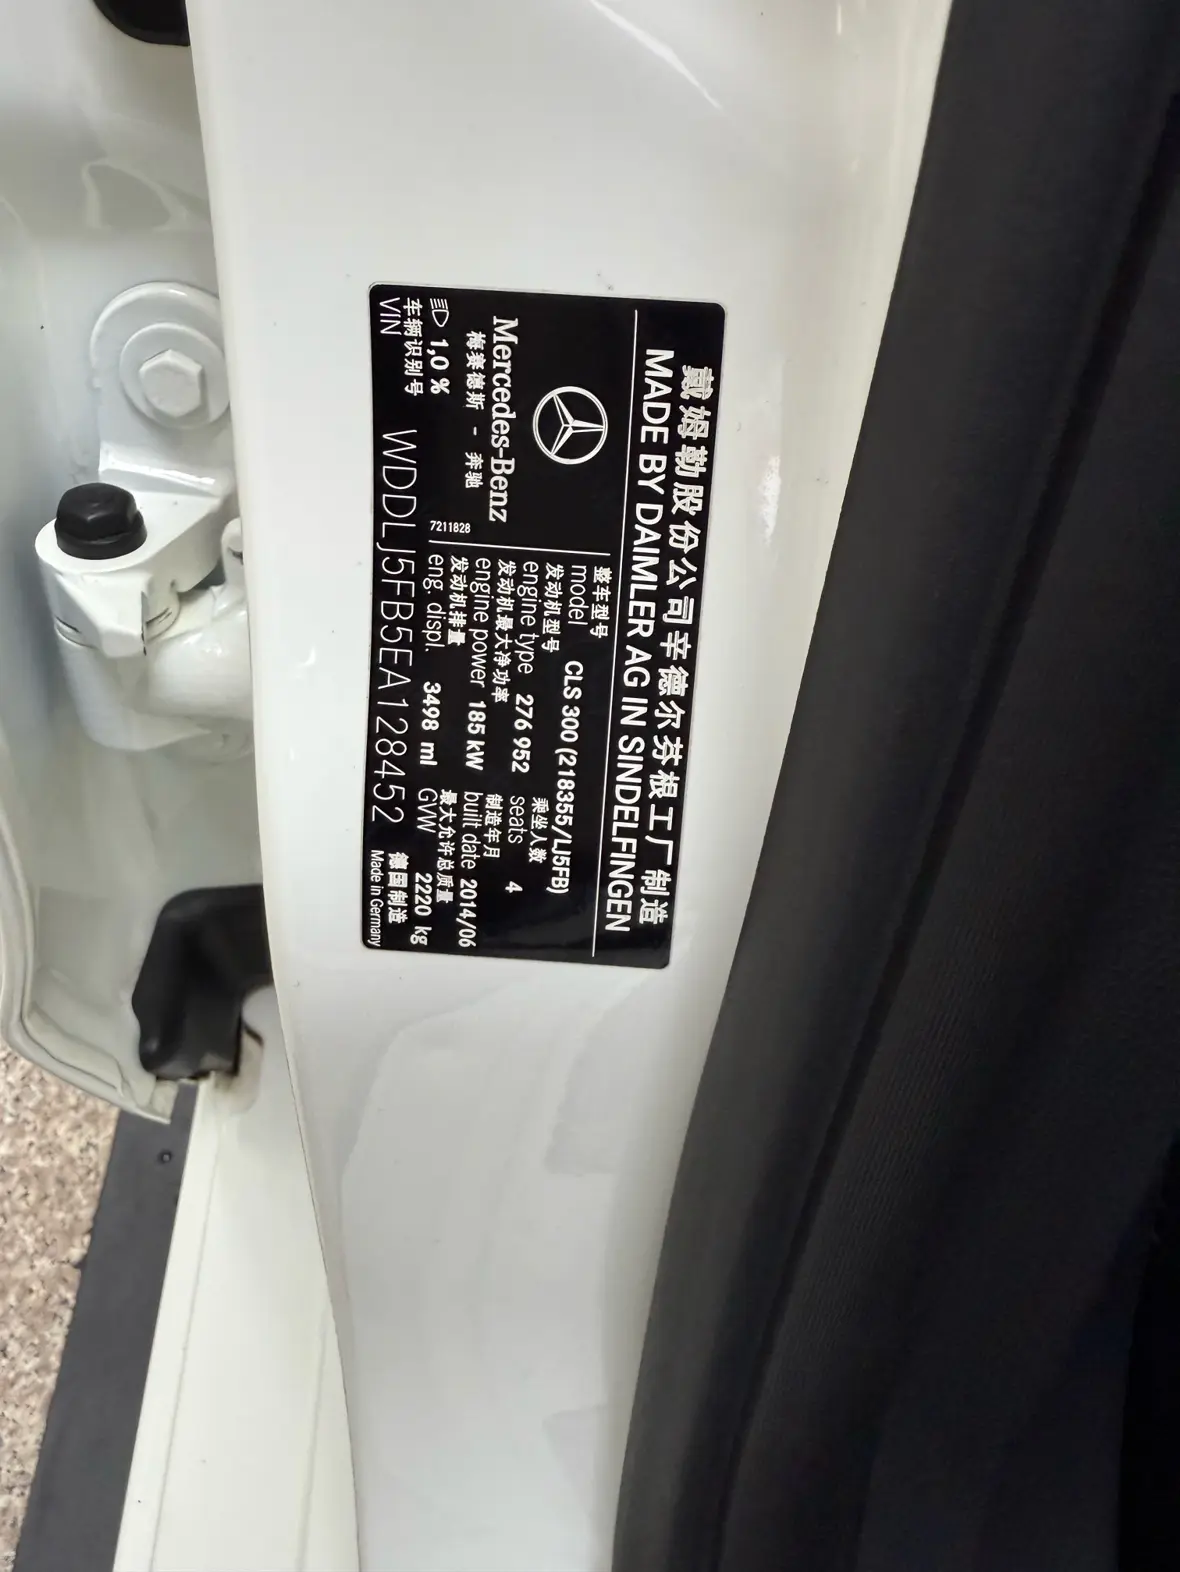 戴姆勒股份公司辛德尔芬根工厂制造
MADE BY DAIMLER AG IN SINDELFINGEN
Mercedes-Benz
梅赛德斯 - 奔驰
1,0 %
7211828
整车型号
model CLS 300 (218355/LJ5FB)
发动机型号
engine type 276 952
乘坐人数
seats 4
发动机最大净功率
engine power 185 kW
制造年月
built date 2014/06
发动机排量
eng. displ. 3498 ml
最大允许总质量
GVW 2220 kg
车辆识别号
VIN WDDLJ5FB5EA128452
德国制造
Made in Germany